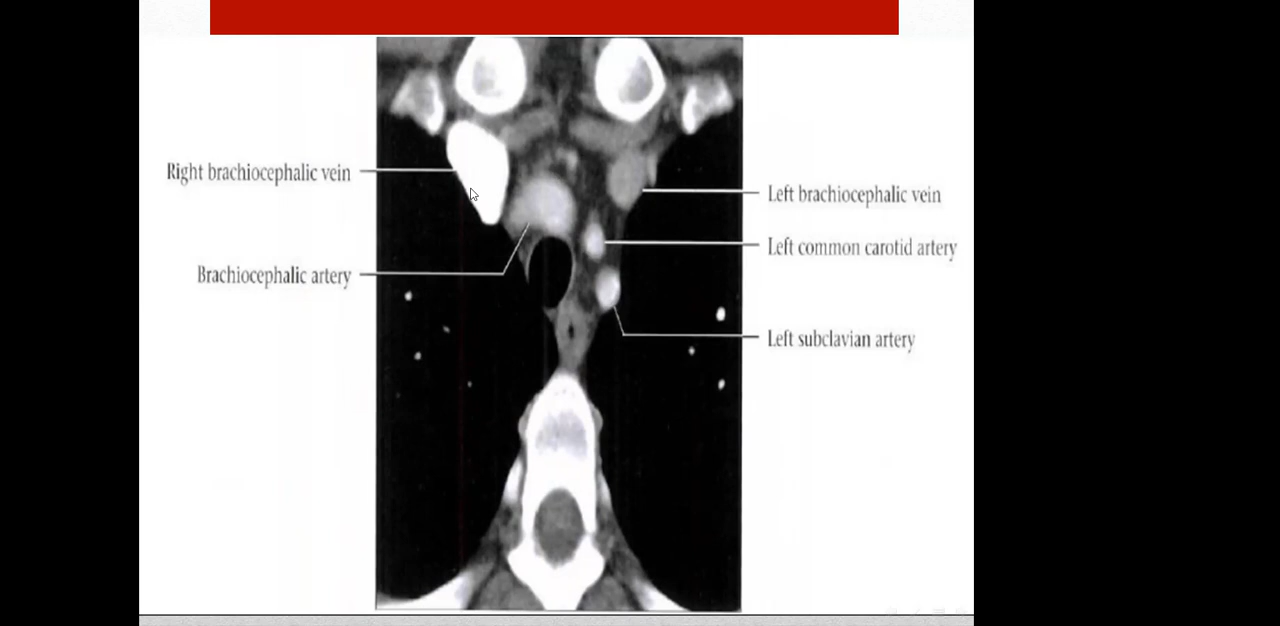 Right brachiocephalic vein
Brachiocephalic artery
Left brachiocephalic vein
Left common carotid artery
Left subclavian artery